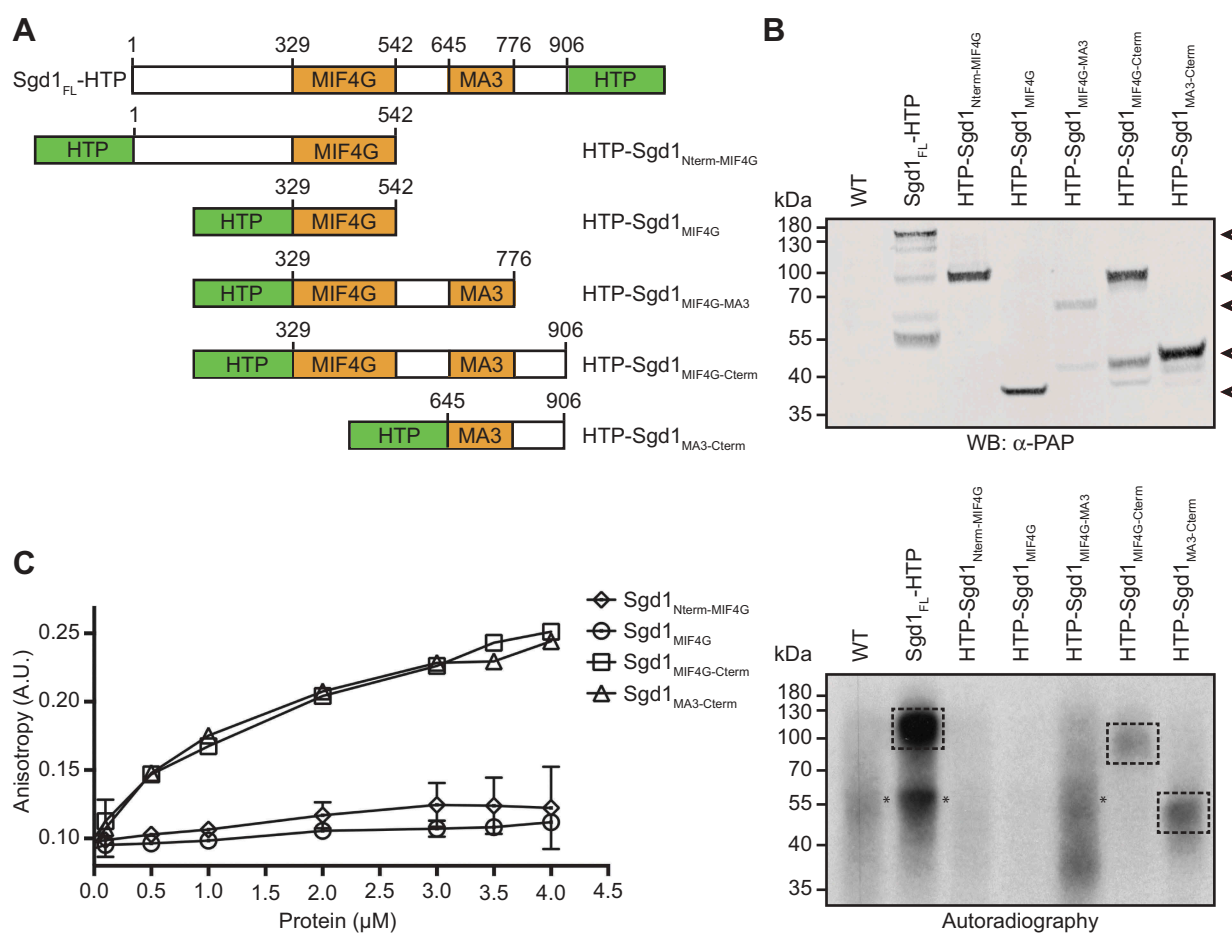 A
1 329 542 645 776 906
Sgd1FL-HTP MIF4G MA3 HTP
1 542
HTP MIF4G HTP-Sgd1Nterm-MIF4G
329 542
HTP MIF4G HTP-Sgd1MIF4G
329 776
HTP MIF4G MA3 HTP-Sgd1MIF4G-MA3
329 906
HTP MIF4G MA3 HTP-Sgd1MIF4G-Cterm
645 906
HTP MA3 HTP-Sgd1MA3-Cterm
B
WT
Sgd1FL-HTP
HTP-Sgd1Nterm-MIF4G
HTP-Sgd1MIF4G
HTP-Sgd1MIF4G-MA3
HTP-Sgd1MIF4G-Cterm
HTP-Sgd1MA3-Cterm
kDa
180
130
100
70
55
40
35
WB: α-PAP
WT
Sgd1FL-HTP
HTP-Sgd1Nterm-MIF4G
HTP-Sgd1MIF4G
HTP-Sgd1MIF4G-MA3
HTP-Sgd1MIF4G-Cterm
HTP-Sgd1MA3-Cterm
kDa
180
130
100
70
55 * * *
40
35
Autoradiography
C
Sgd1Nterm-MIF4G
Sgd1MIF4G
Sgd1MIF4G-Cterm
Sgd1MA3-Cterm
Anisotropy (A.U.)
0.25
0.20
0.15
0.10
0.0 0.5 1.0 1.5 2.0 2.5 3.0 3.5 4.0 4.5
Protein (µM)